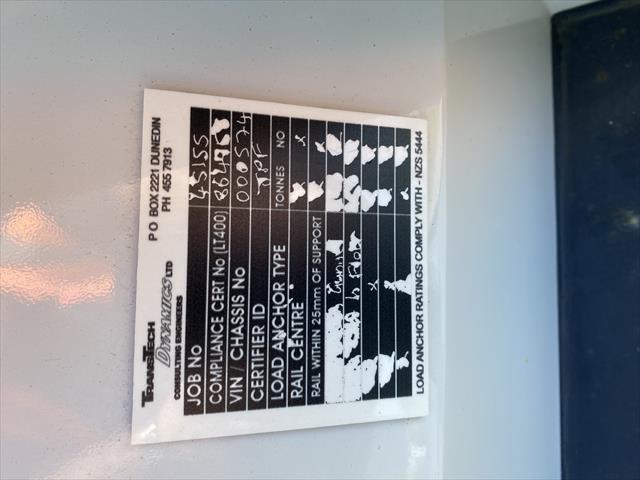 TRANSTECH
DYNAMICS LTD
CONSULTING ENGINEERS
P O BOX 2221 DUNEDIN
PH 455 7913
JOB No 45155
COMPLIANCE CERT No (LT400)
VIN / CHASSIS No 0000574
CERTIFIER ID
LOAD ANCHOR TYPE TONNES NO
RAIL CENTRE x
RAIL WITHIN 25mm OF SUPPORT
LOAD ANCHOR RATINGS COMPLY WITH - NZS 5444